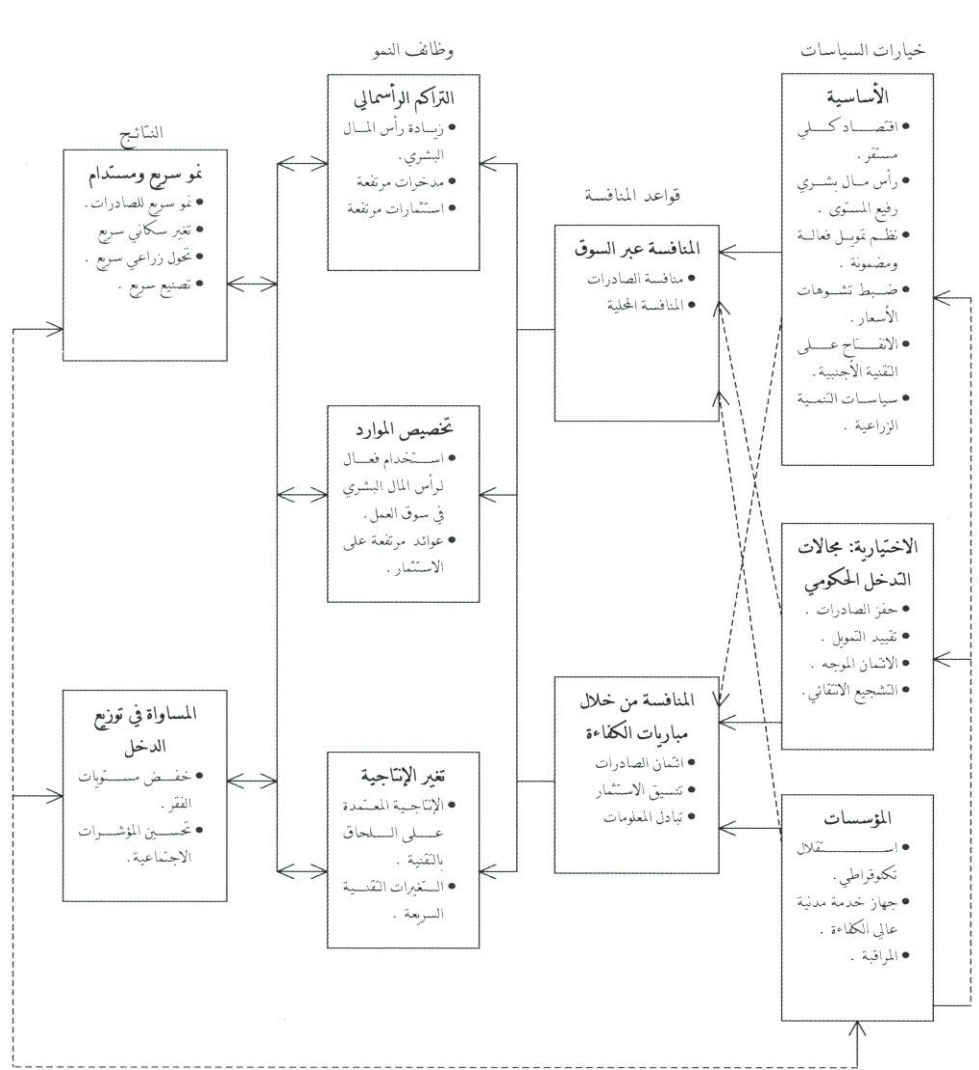 خيارات السياسات
الأساسية
• اقتصاد كلي
مستقر .
• رأس مال بشري
رفيع المستوى .
• نظم تمويل فعالة
ومضمونة .
• ضبط تشوهات
الأسعار .
• الانفتاح على
التقنية الأجنبية.
• سياسات التنمية
الزراعية .
الاختيارية: مجالات
التدخل الحكومي
• حفز الصادرات .
• تقييد التمويل .
• الائتمان الموجه .
• التشجيع الانتقائي.
المؤسسات
• استقلال
تكنوقراطي.
• جهاز خدمة مدنية
عالي الكفاءة .
• المراقبة .
قواعد المنافسة
المنافسة عبر السوق
• منافسة الصادرات
• المنافسة المحلية
المنافسة من خلال
مباريات الكفاءة
• ائتمان الصادرات
• تنسيق الاستثمار
• تبادل المعلومات
وظائف النمو
التراكم الرأسمالي
• زيادة رأس المال
البشري.
• مدخرات مرتفعة
• استثمارات مرتفعة
تخصيص الموارد
• استخدام فعال
لرأس المال البشري
في سوق العمل.
• عوائد مرتفعة على
الاستثمار .
تغير الإنتاجية
• الإنتاجية المعتمدة
على اللحاق
بالتقنية .
• التغيرات التقنية
السريعة .
النتائج
نمو سريع ومستدام
• نمو سريع للصادرات.
• تغير سكاني سريع
• تحول زراعي سريع .
• تصنيع سريع .
المساواة في توزيع
الدخل
• خفض مستويات
الفقر.
• تحسين المؤشرات
الاجتماعية.